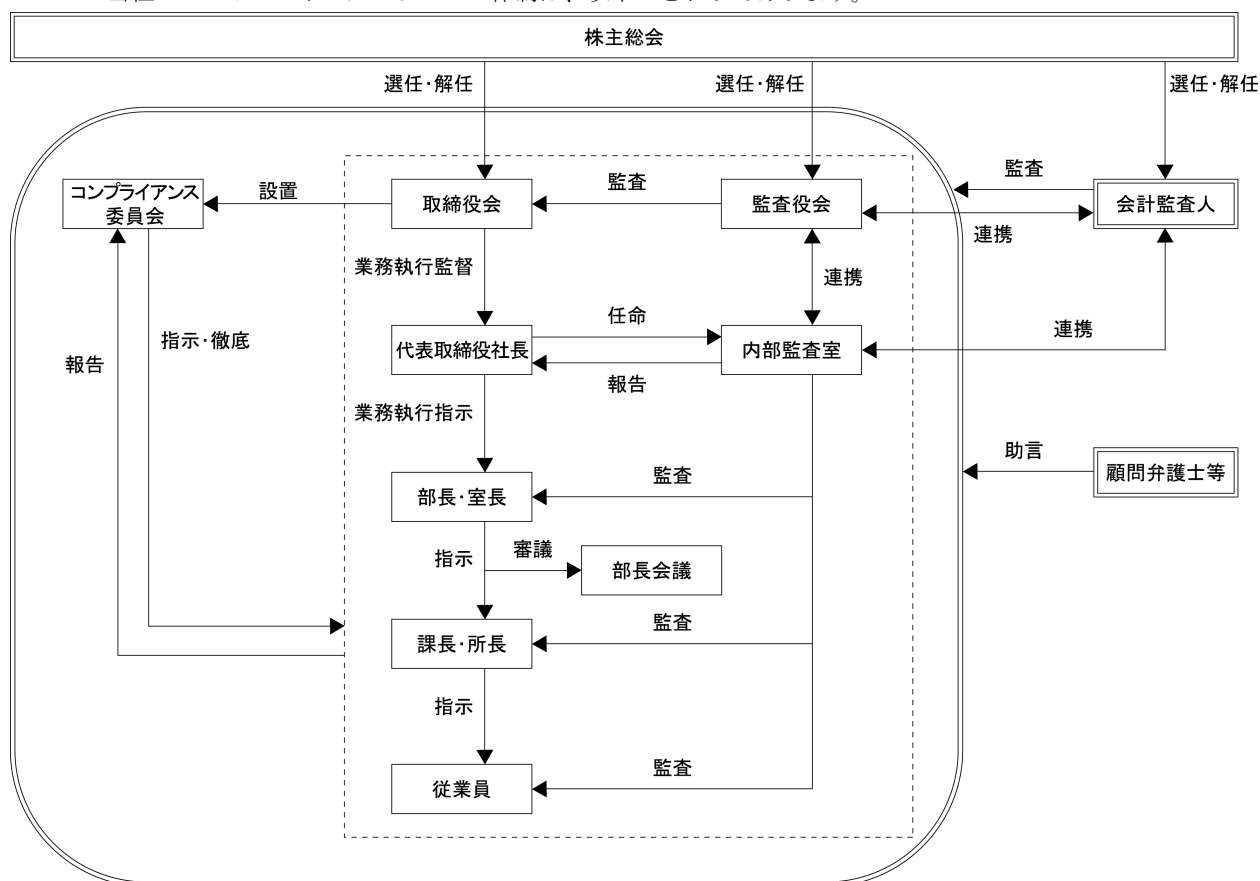 株主総会
選任・解任
選任・解任
選任・解任
コンプライアンス
委員会
設置
取締役会
監査
監査役会
監査
会計監査人
連携
業務執行監督
連携
代表取締役社長
任命
報告
内部監査室
連携
報告
指示・徹底
業務執行指示
部長・室長
監査
助言
顧問弁護士等
指示
審議
部長会議
課長・所長
監査
指示
従業員
監査